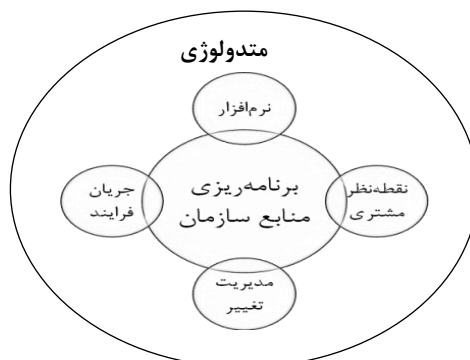 متدولوژی
نرم‌افزار
برنامه‌ریزی
منابع سازمان
نقطه‌نظر
مشتری
جریان
فرایند
مدیریت
تغییر